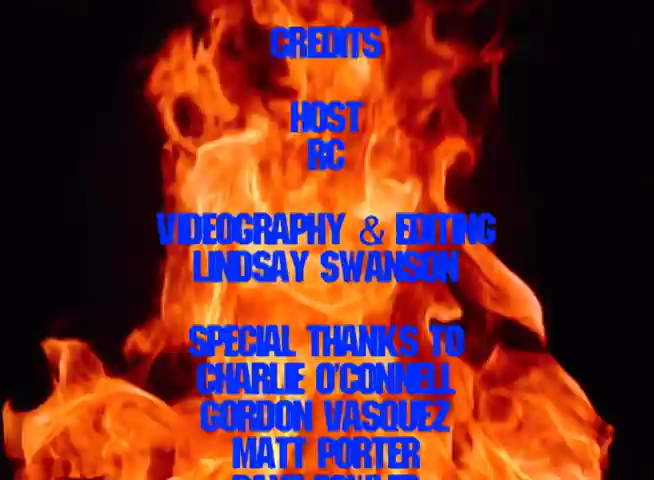 CREDITS
HOST
RC
VIDEOGRAPHY & EDITING
LINDSAY SWANSON
SPECIAL THANKS TO
CHARLIE O'CONNELL
GORDON VASQUEZ
MATT PORTER